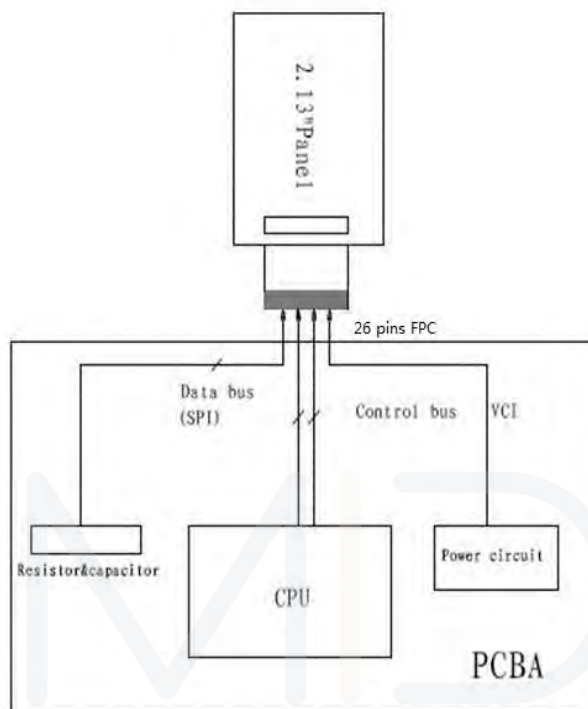 2.13"Panel
26 pins FPC
Data bus
(SPI)
Control bus
VCI
Resistor&capacitor
CPU
Power circuit
PCBA